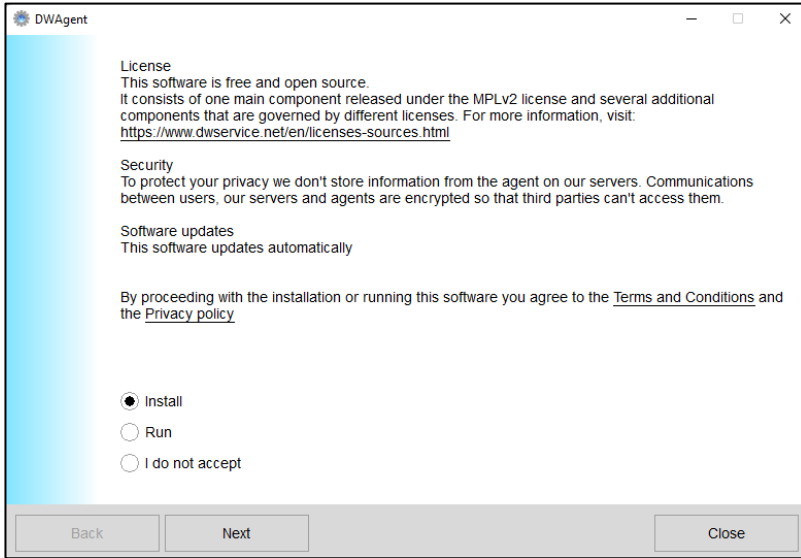 DWAgent
License
This software is free and open source.
It consists of one main component released under the MPLv2 license and several additional
components that are governed by different licenses. For more information, visit:
https://www.dwservice.net/en/licenses-sources.html
Security
To protect your privacy we don't store information from the agent on our servers. Communications
between users, our servers and agents are encrypted so that third parties can't access them.
Software updates
This software updates automatically
By proceeding with the installation or running this software you agree to the Terms and Conditions and
the Privacy policy
Install
Run
I do not accept
Back Next Close